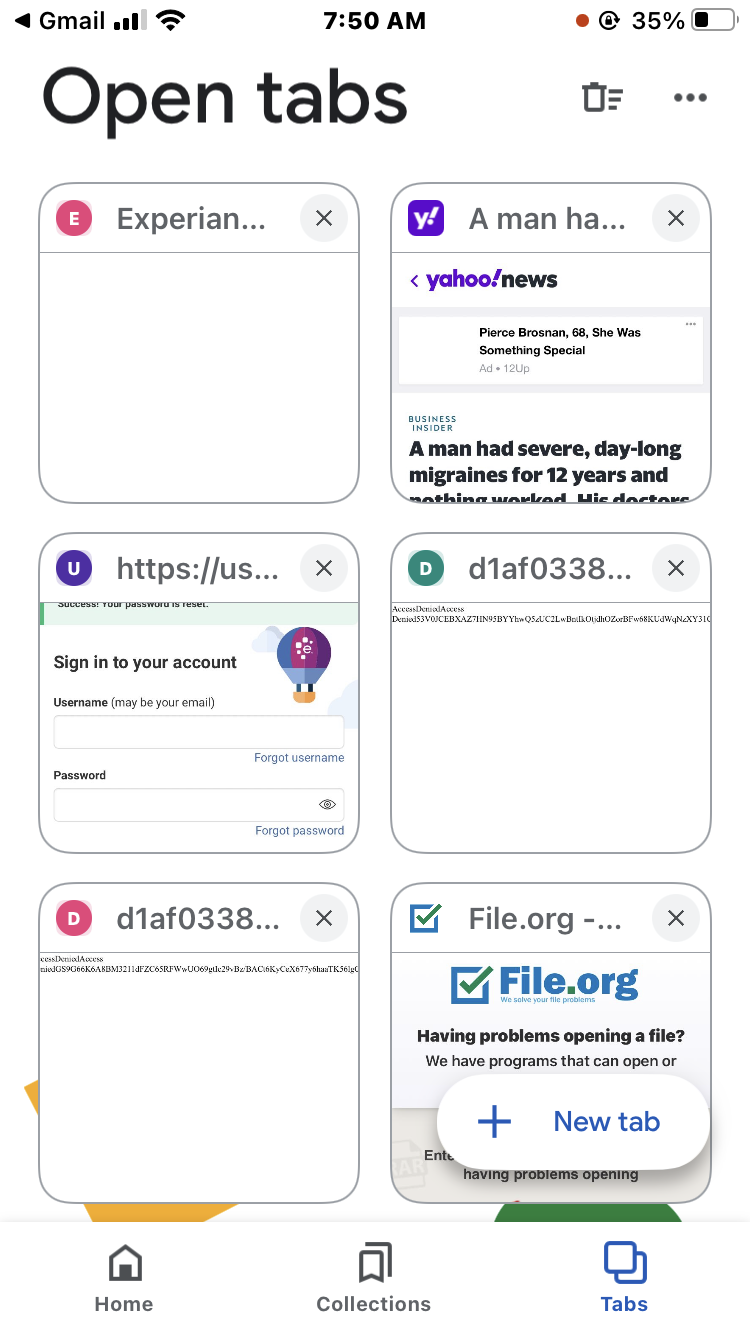 Gmail 7:50 AM 35%
Open tabs
E Experian...
y! A man ha...
yahoo!news
Pierce Brosnan, 68, She Was
Something Special
Ad • 12Up
BUSINESS
INSIDER
A man had severe, day-long
migraines for 12 years and
nothing worked. His doctors
U https://us...
Success! Your password is reset.
Sign in to your account
e
Username (may be your email)
Forgot username
Password
Forgot password
D d1af0338...
AccessDeniedAccess
D d1af0338...
cessDeniedAccess
File.org -...
File.org
We solve your file problems
Having problems opening a file?
We have programs that can open or
Ente
having problems opening
RAR
New tab
Home Collections Tabs